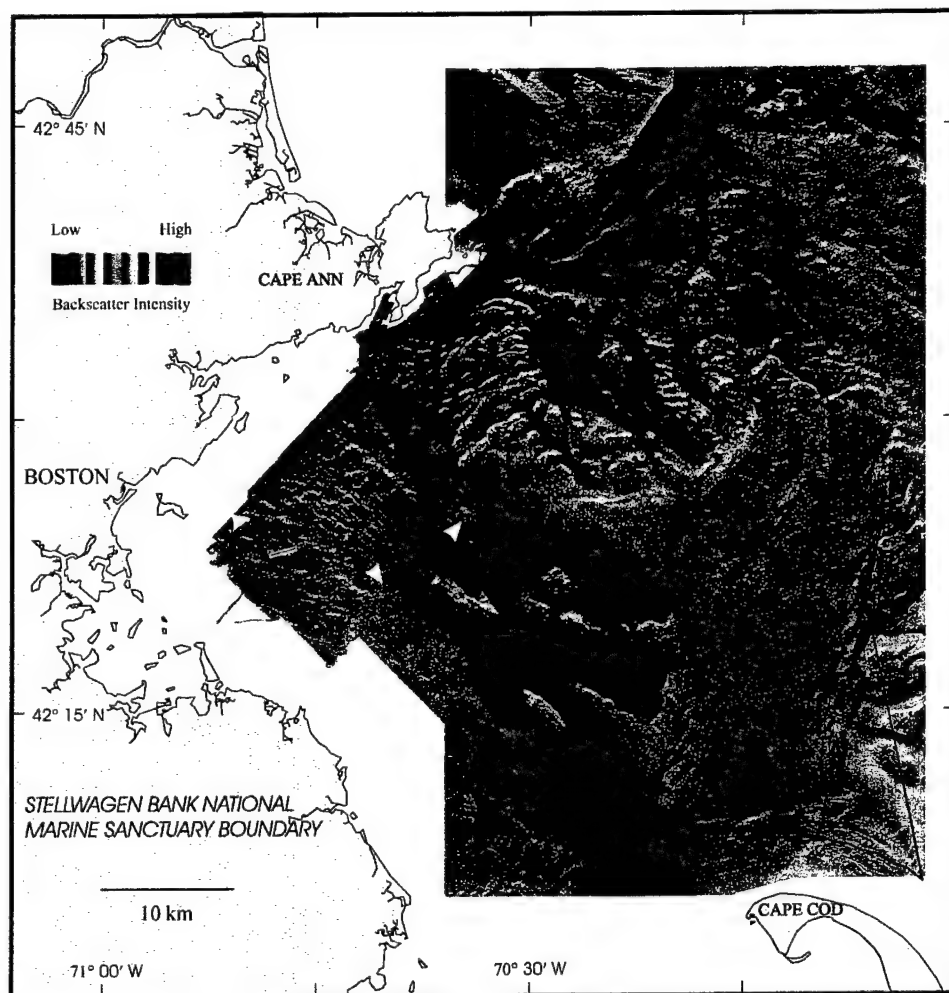 42° 45′ N
Low High
Backscatter Intensity
CAPE ANN
BOSTON
42° 15′ N
STELLWAGEN BANK NATIONAL
MARINE SANCTUARY BOUNDARY
10 km
CAPE COD
71° 00′ W
70° 30′ W